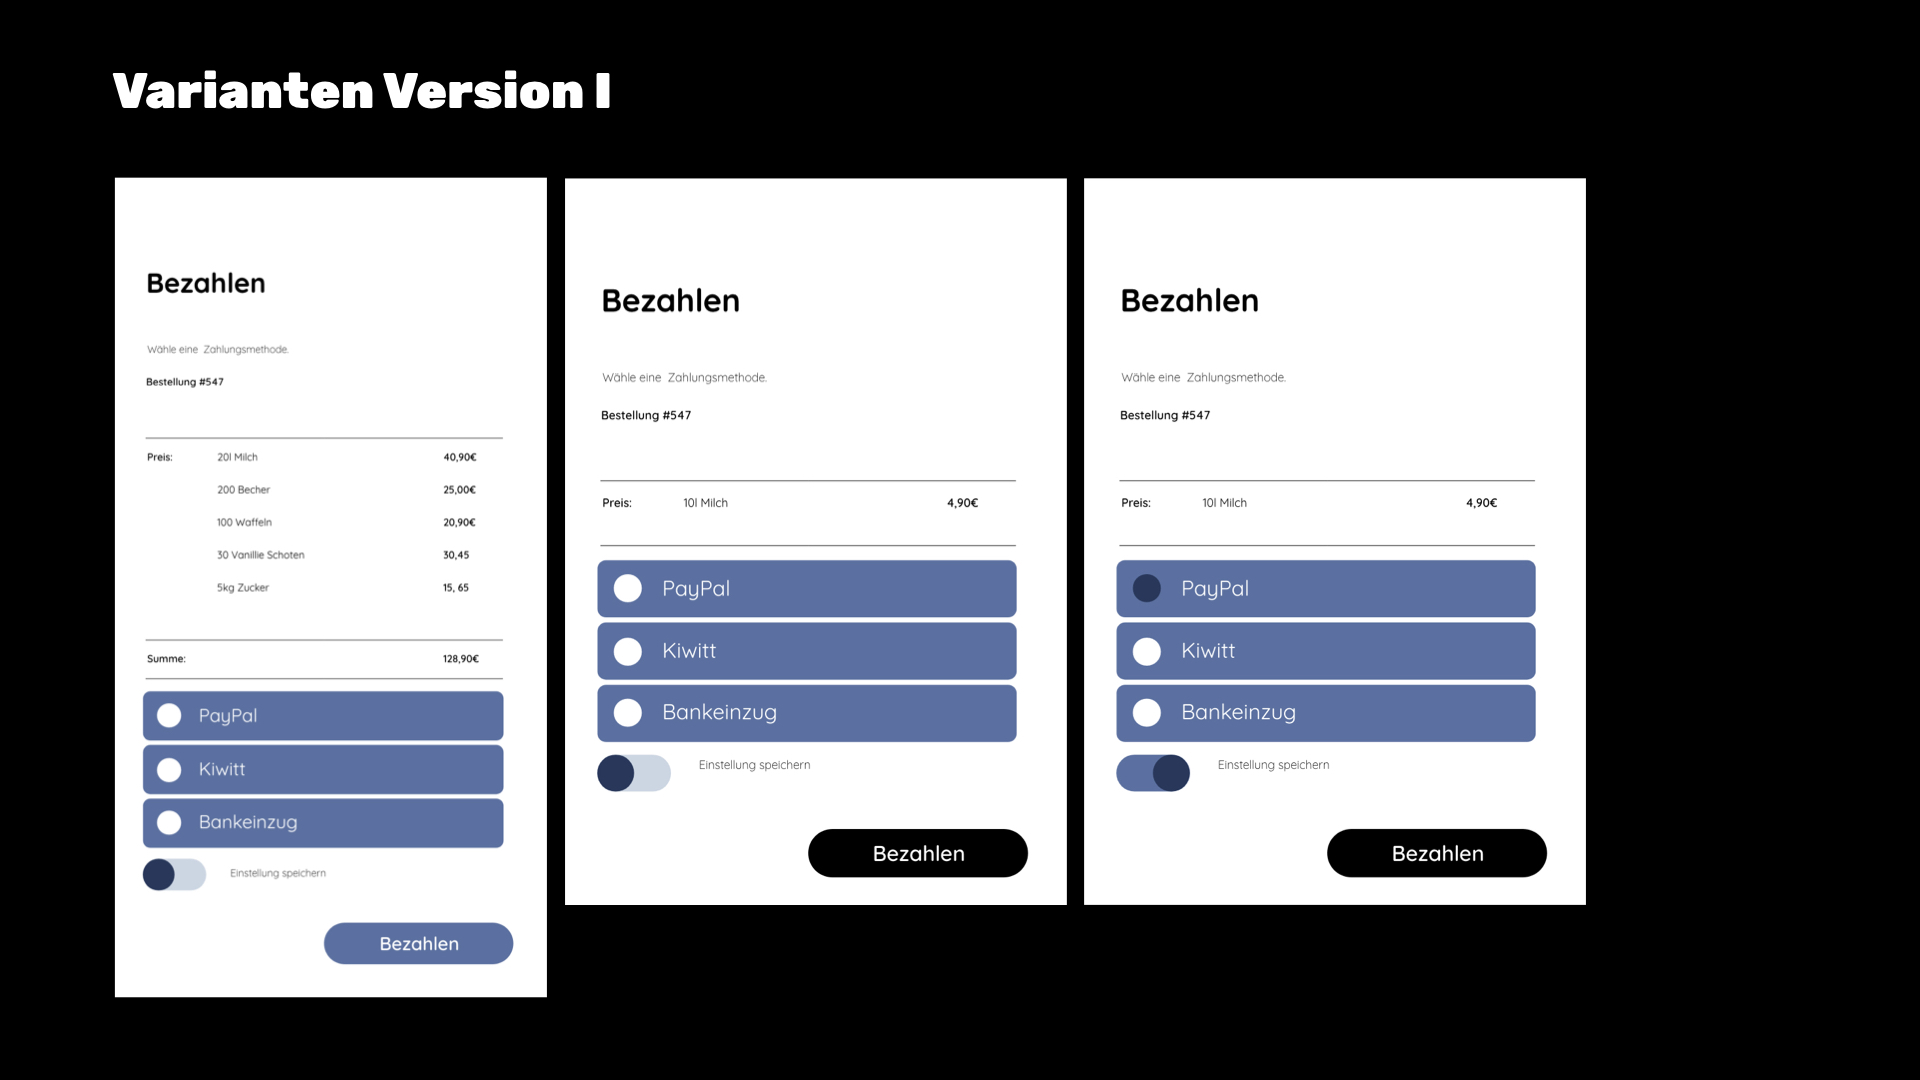 Varianten Version I
Bezahlen
Wähle eine Zahlungsmethode.
Bestellung #547
Preis: 20l Milch 40,90€
200 Becher 25,00€
100 Waffeln 20,90€
30 Vanillie Schoten 30,45
5kg Zucker 15, 65
Summe: 128,90€
PayPal
Kiwitt
Bankeinzug
Einstellung speichern
Bezahlen
Bezahlen
Wähle eine Zahlungsmethode.
Bestellung #547
Preis: 10l Milch 4,90€
PayPal
Kiwitt
Bankeinzug
Einstellung speichern
Bezahlen
Bezahlen
Wähle eine Zahlungsmethode.
Bestellung #547
Preis: 10l Milch 4,90€
PayPal
Kiwitt
Bankeinzug
Einstellung speichern
Bezahlen